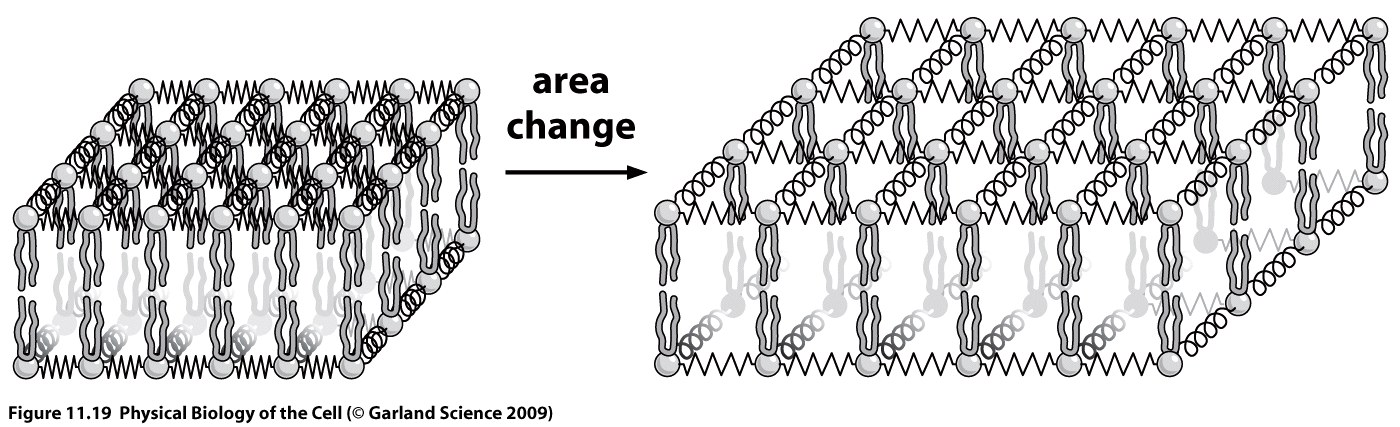 area
change
Figure 11.19 Physical Biology of the Cell (© Garland Science 2009)